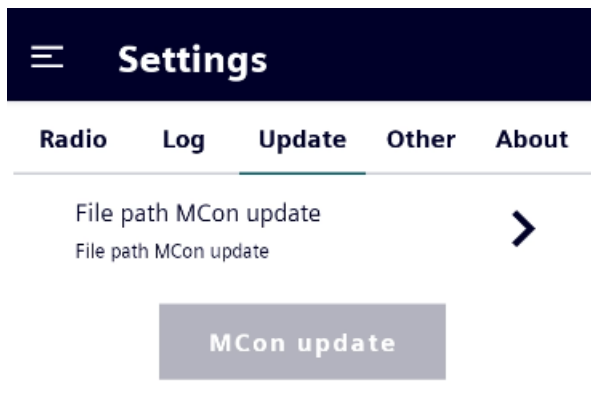 Settings
Radio Log Update Other About
File path MCon update
File path MCon update
MCon update